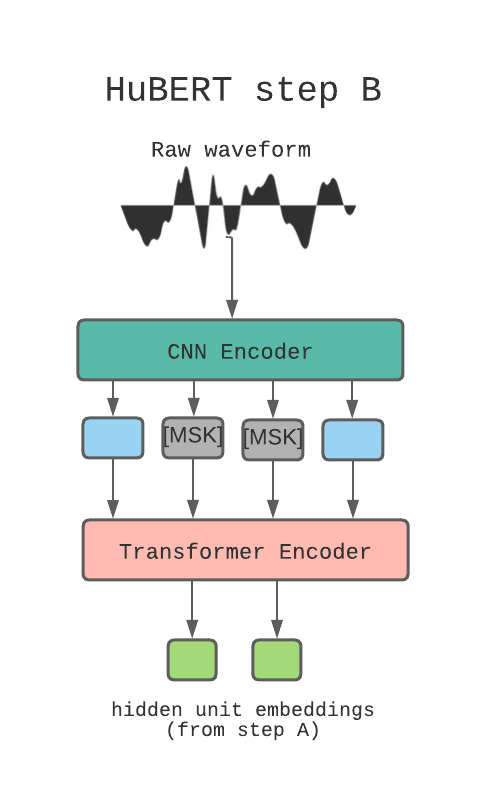 HuBERT step B
Raw waveform
CNN Encoder
[MSK] [MSK]
Transformer Encoder
hidden unit embeddings
(from step A)